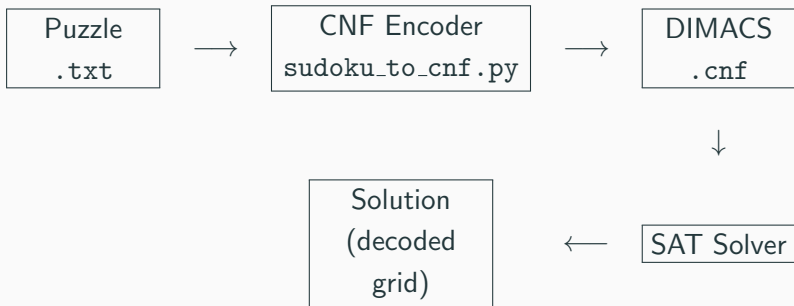 Puzzle
.txt
CNF Encoder
sudoku_to_cnf.py
DIMACS
.cnf
SAT Solver
Solution
(decoded
grid)